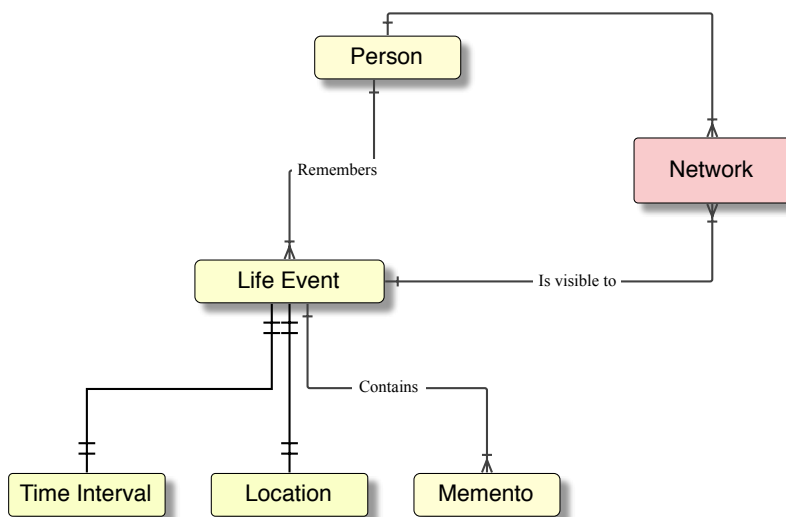 Person
Network
Remembers
Life Event
Is visible to
Contains
Time Interval
Location
Memento